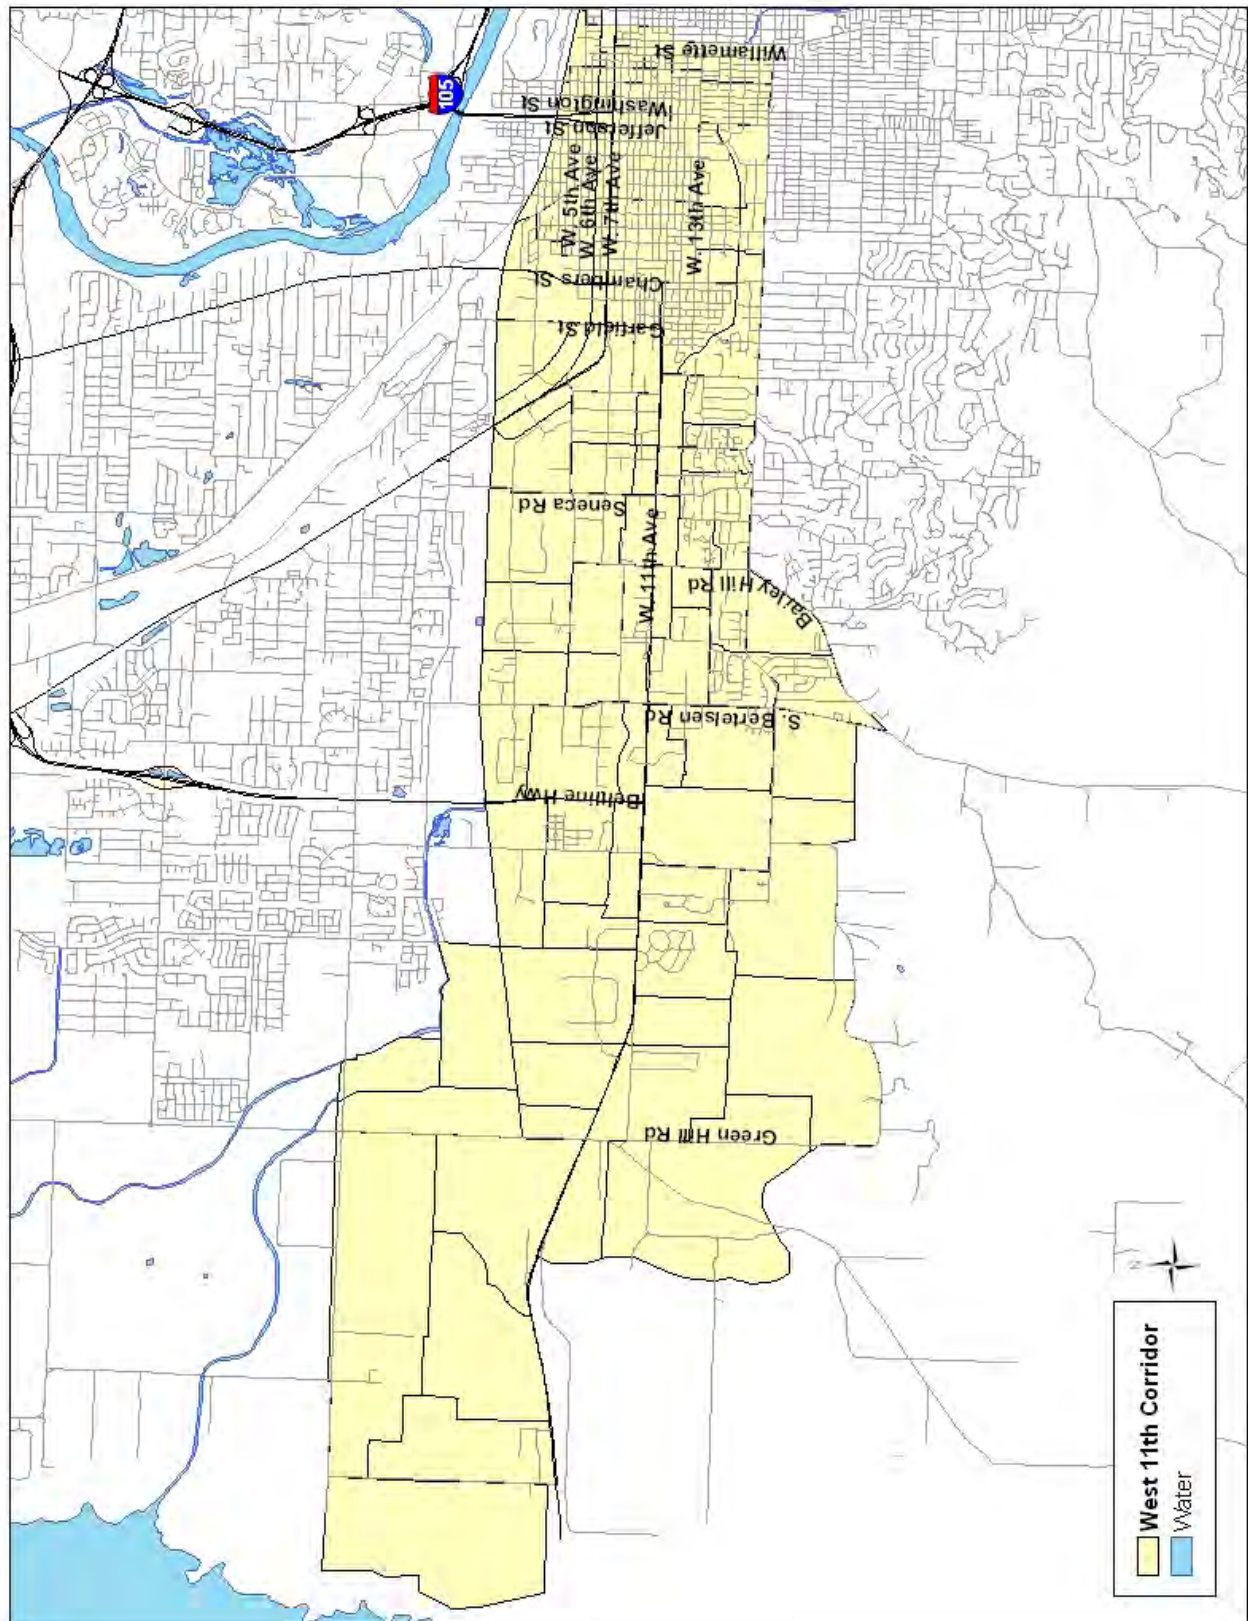 105
Willamette St
Washington St
Jefferson St
W. 5th Ave
W. 6th Ave
W. 7th Ave
W. 13th Ave
Chambers St
Garfield St.
Seneca Rd
W. 11th Ave
Bailey Hill Rd
S. Bertelsen Rd
Beltline Hwy
Green Hill Rd
N
West 11th Corridor
Water